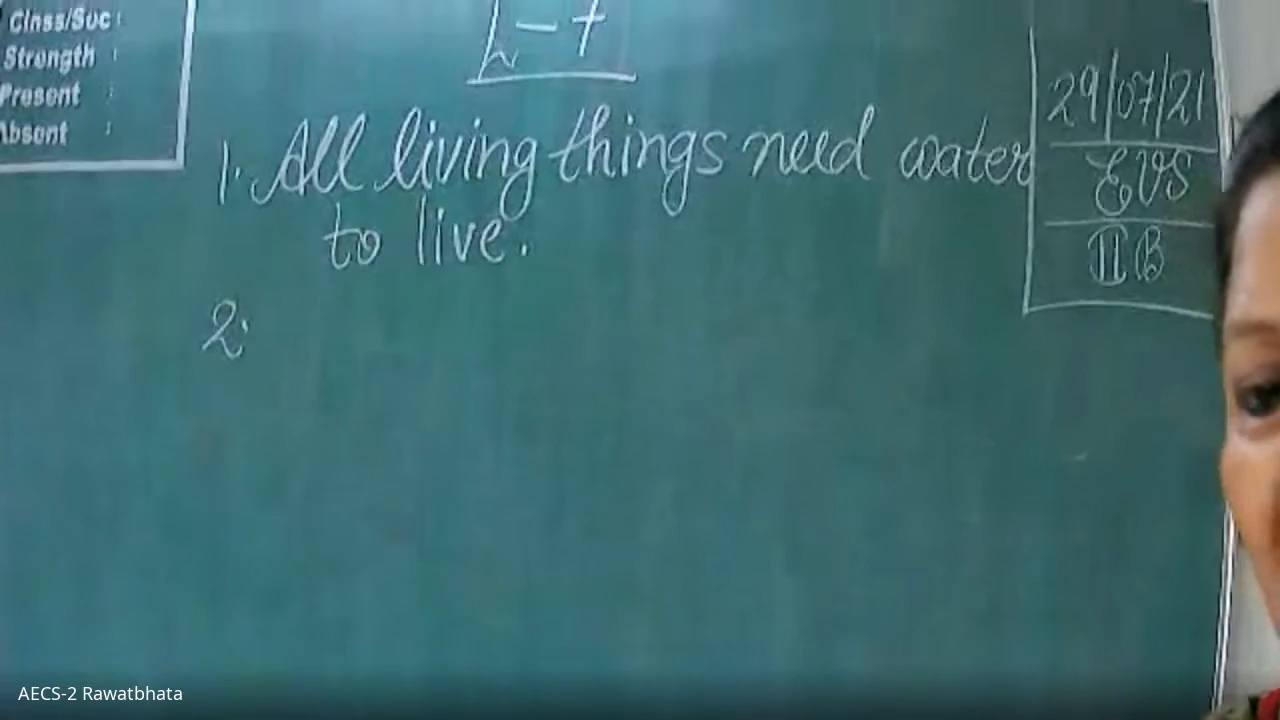 Class/Sec :
Strength :
Present :
Absent :
L-7
29/07/21
EVS
II B
1. All living things need water
to live.
2.
AECS-2 Rawatbhata